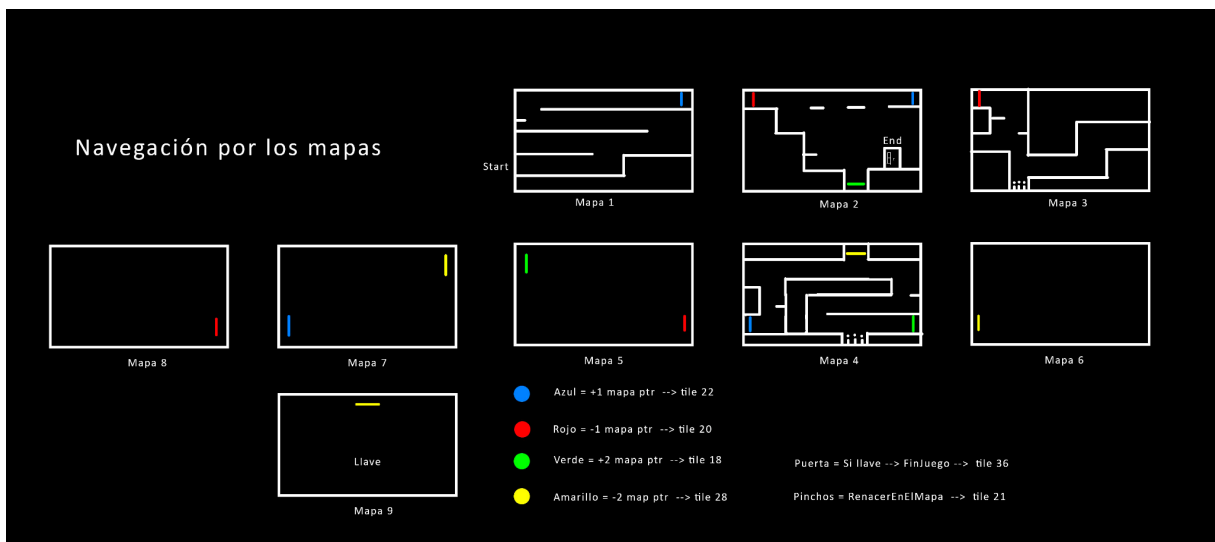 Navegación por los mapas
Start
End
Mapa 1
Mapa 2
Mapa 3
Mapa 8
Mapa 7
Mapa 5
Mapa 4
Mapa 6
Azul = +1 mapa ptr --> tile 22
Rojo = -1 mapa ptr --> tile 20
Verde = +2 mapa ptr --> tile 18
Amarillo = -2 map ptr --> tile 28
Puerta = Si llave --> FinJuego --> tile 36
Pinchos = RenacerEnElMapa --> tile 21
Llave
Mapa 9